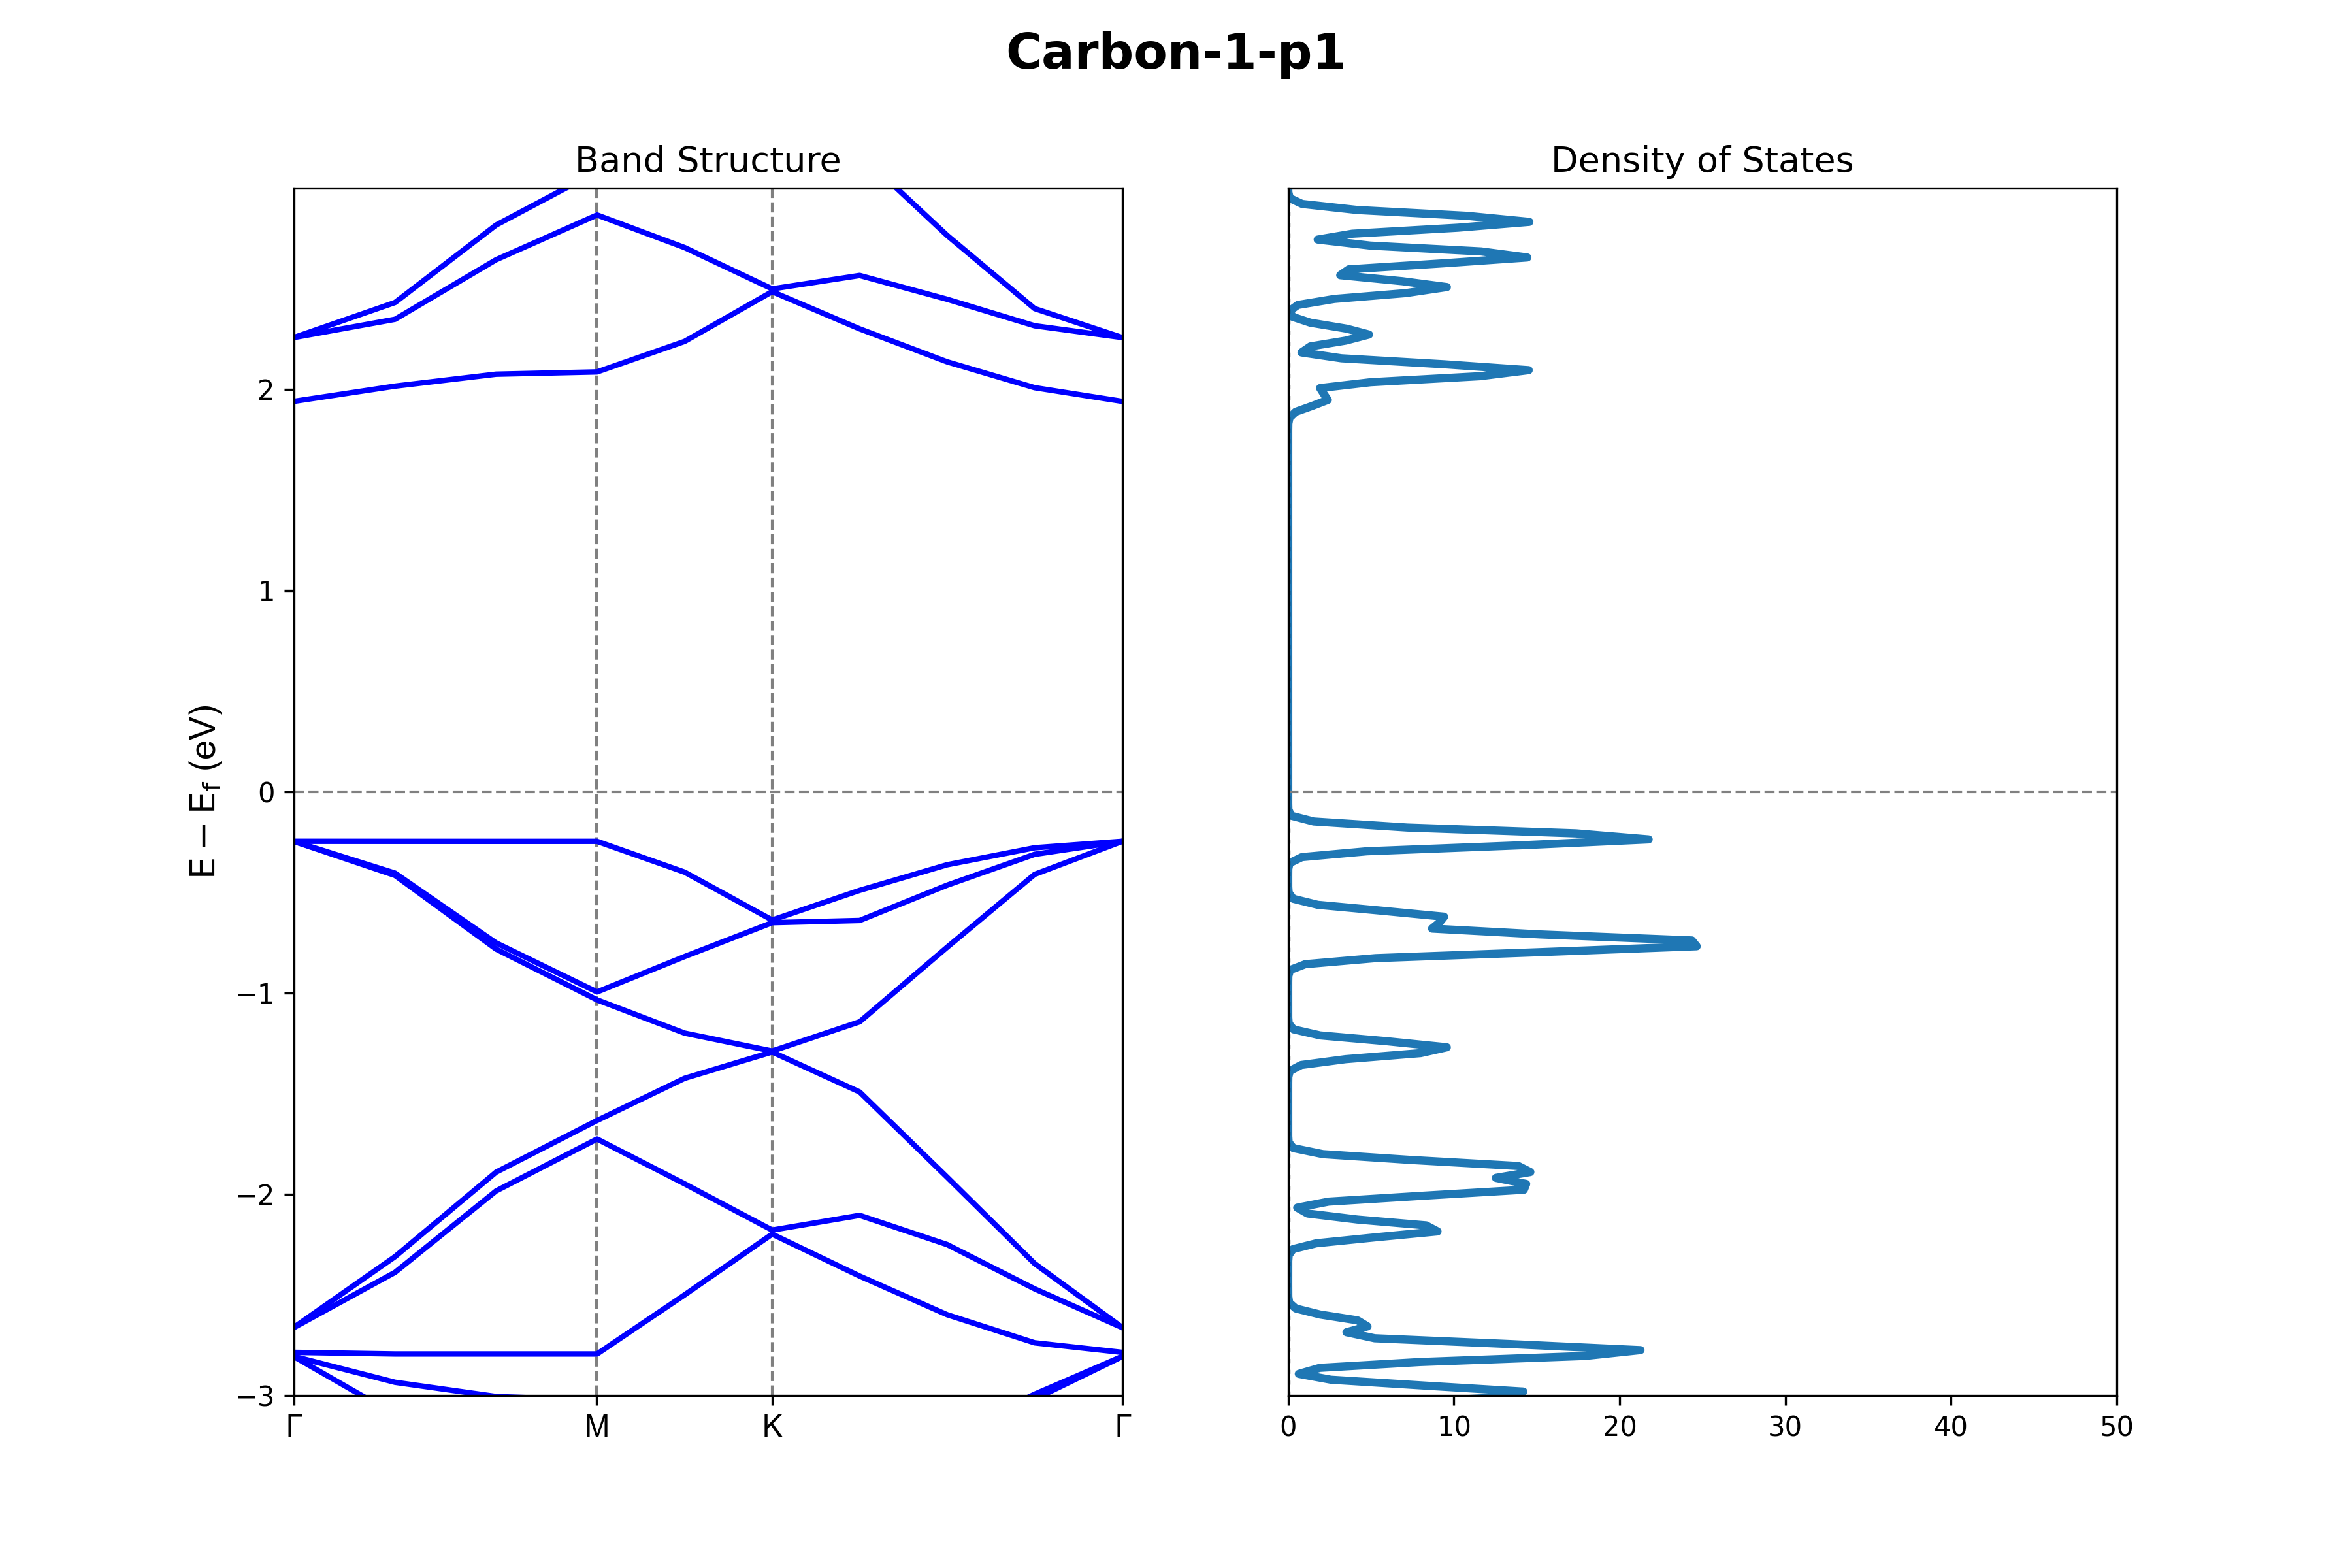 Carbon-1-p1
Band Structure
Density of States
E − Ef (eV)
2
1
0
−1
−2
−3
Γ M K Γ
0 10 20 30 40 50